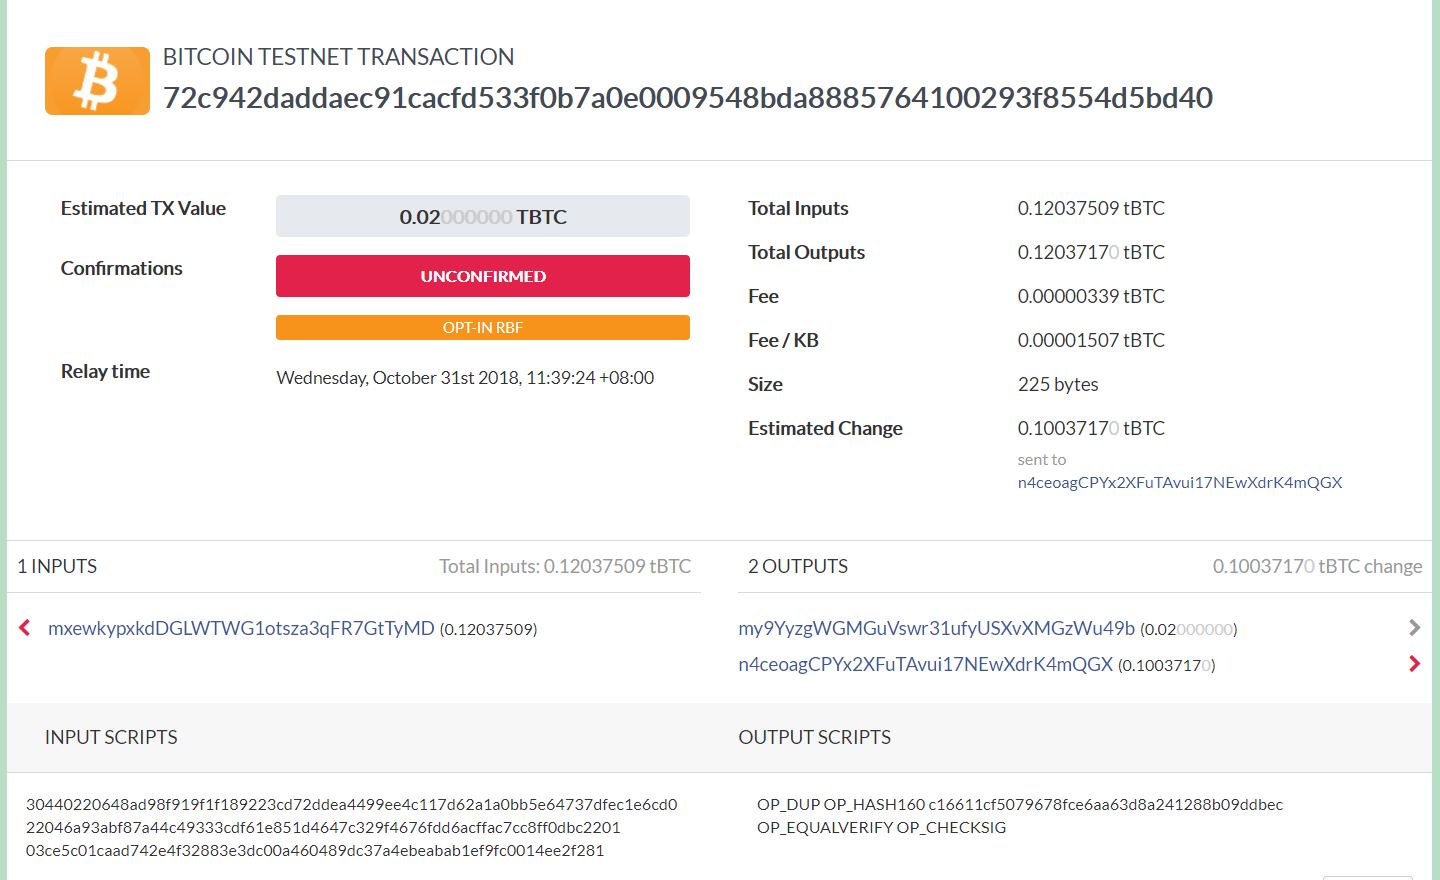 BITCOIN TESTNET TRANSACTION
72c942daddaec91cacfd533f0b7a0e0009548bda8885764100293f8554d5bd40
Estimated TX Value
0.02000000 TBTC
Confirmations
UNCONFIRMED
OPT-IN RBF
Relay time
Wednesday, October 31st 2018, 11:39:24 +08:00
Total Inputs
0.12037509 tBTC
Total Outputs
0.12037170 tBTC
Fee
0.00000339 tBTC
Fee / KB
0.00001507 tBTC
Size
225 bytes
Estimated Change
0.10037170 tBTC
sent to
n4ceoagCPYx2XFuTAvui17NEwXdrK4mQGX
1 INPUTS
Total Inputs: 0.12037509 tBTC
mxewkypxkdDGLWTWG1otsza3qFR7GtTyMD (0.12037509)
2 OUTPUTS
0.10037170 tBTC change
my9YyzgWGMGuVswr31ufyUSXvXMGzWu49b (0.02000000)
n4ceoagCPYx2XFuTAvui17NEwXdrK4mQGX (0.10037170)
INPUT SCRIPTS
30440220648ad98f919f1f189223cd72ddea4499ee4c117d62a1a0bb5e64737dfec1e6cd0
22046a93abf87a44c49333cdf61e851d4647c329f4676fdd6acffac7cc8ff0dbc2201
03ce5c01caad742e4f32883e3dc00a460489dc37a4ebeabab1ef9fc0014ee2f281
OUTPUT SCRIPTS
OP_DUP OP_HASH160 c16611cf5079678fce6aa63d8a241288b09ddbec
OP_EQUALVERIFY OP_CHECKSIG